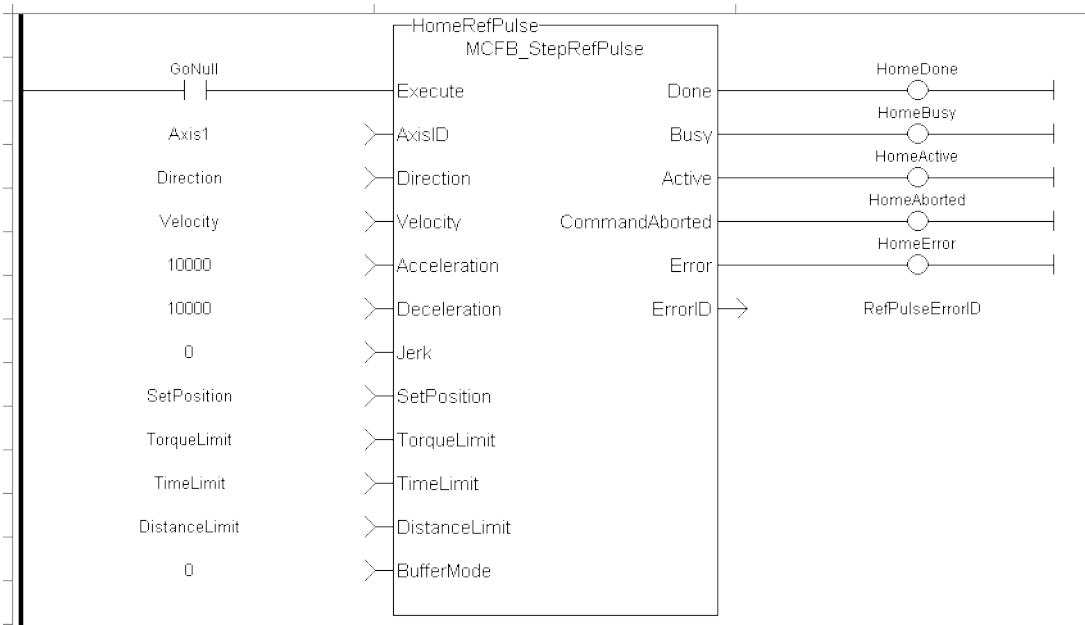 HomeRefPulse
MCFB_StepRefPulse
GoNull Execute Done HomeDone
Axis1 AxisID Busy HomeBusy
Direction Direction Active HomeActive
Velocity Velocity CommandAborted HomeAborted
10000 Acceleration Error HomeError
10000 Deceleration ErrorID RefPulseErrorID
0 Jerk
SetPosition SetPosition
TorqueLimit TorqueLimit
TimeLimit TimeLimit
DistanceLimit DistanceLimit
0 BufferMode